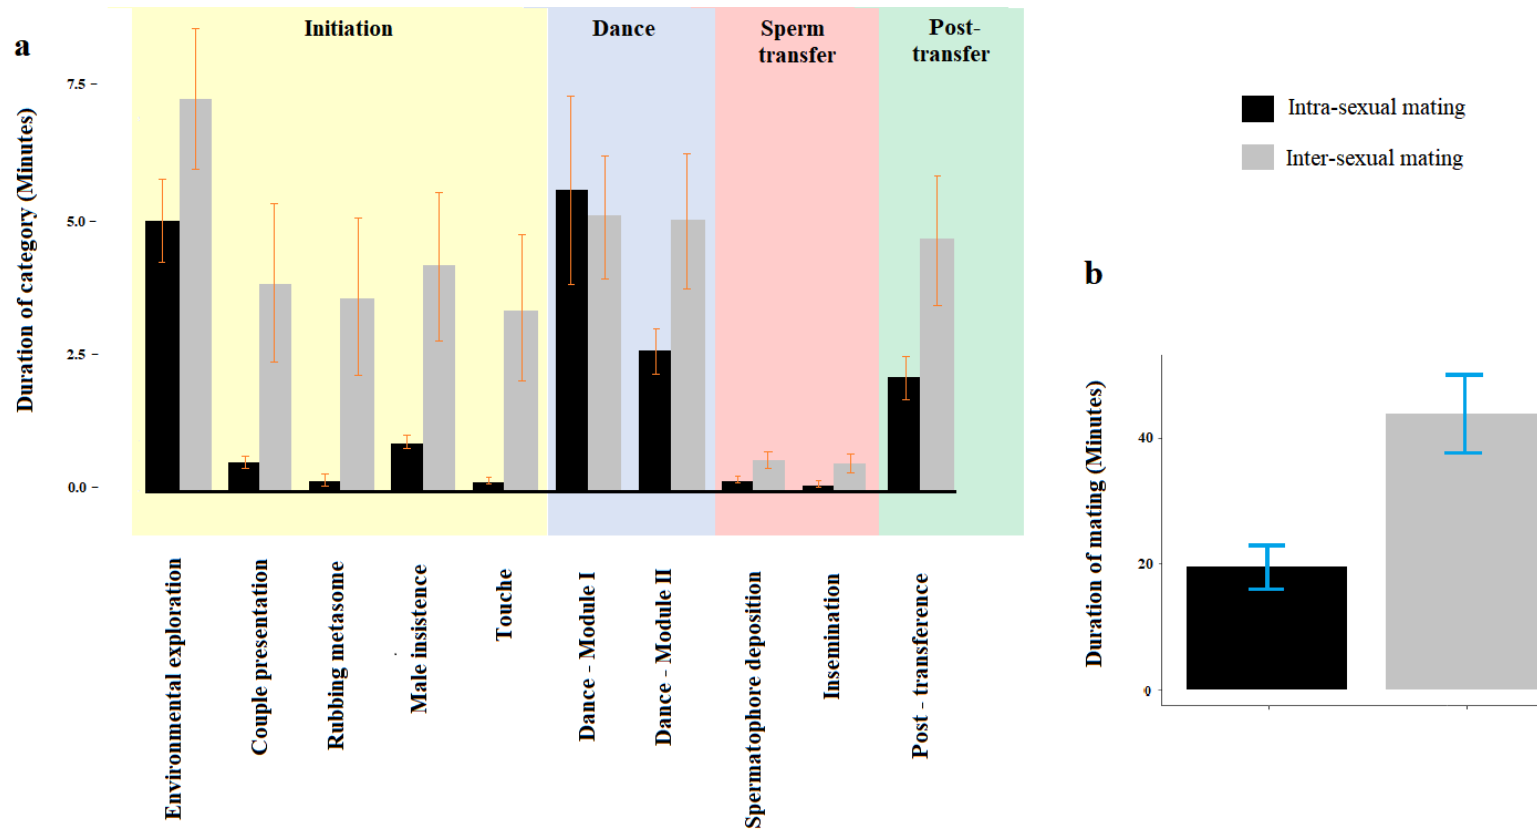 a
Initiation
Dance
Sperm
transfer
Post-
transfer
Duration of category (Minutes)
7.5
5.0
2.5
0.0
Environmental exploration
Couple presentation
Rubbing metasome
Male insistence
Touche
Dance - Module I
Dance - Module II
Spermatophore deposition
Insemination
Post - transference
Intra-sexual mating
Inter-sexual mating
b
Duration of mating (Minutes)
40
20
0